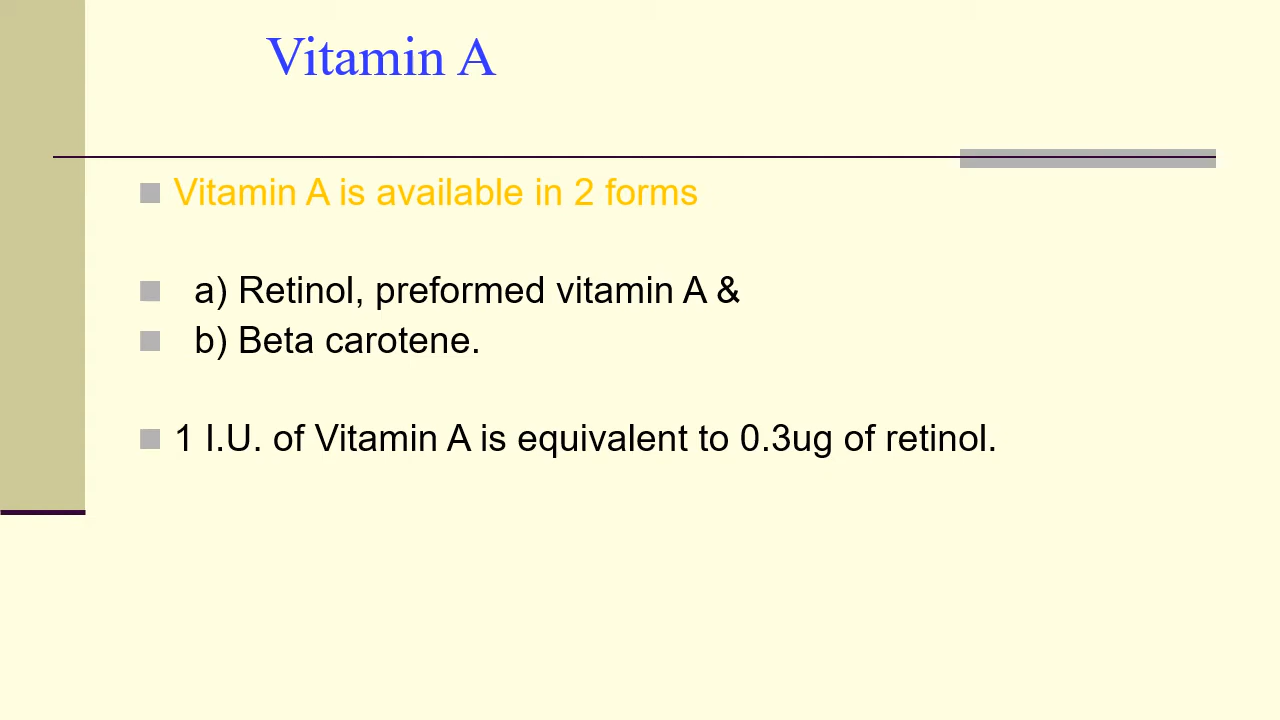 Vitamin A
Vitamin A is available in 2 forms
a) Retinol, preformed vitamin A &
b) Beta carotene.
1 I.U. of Vitamin A is equivalent to 0.3ug of retinol.